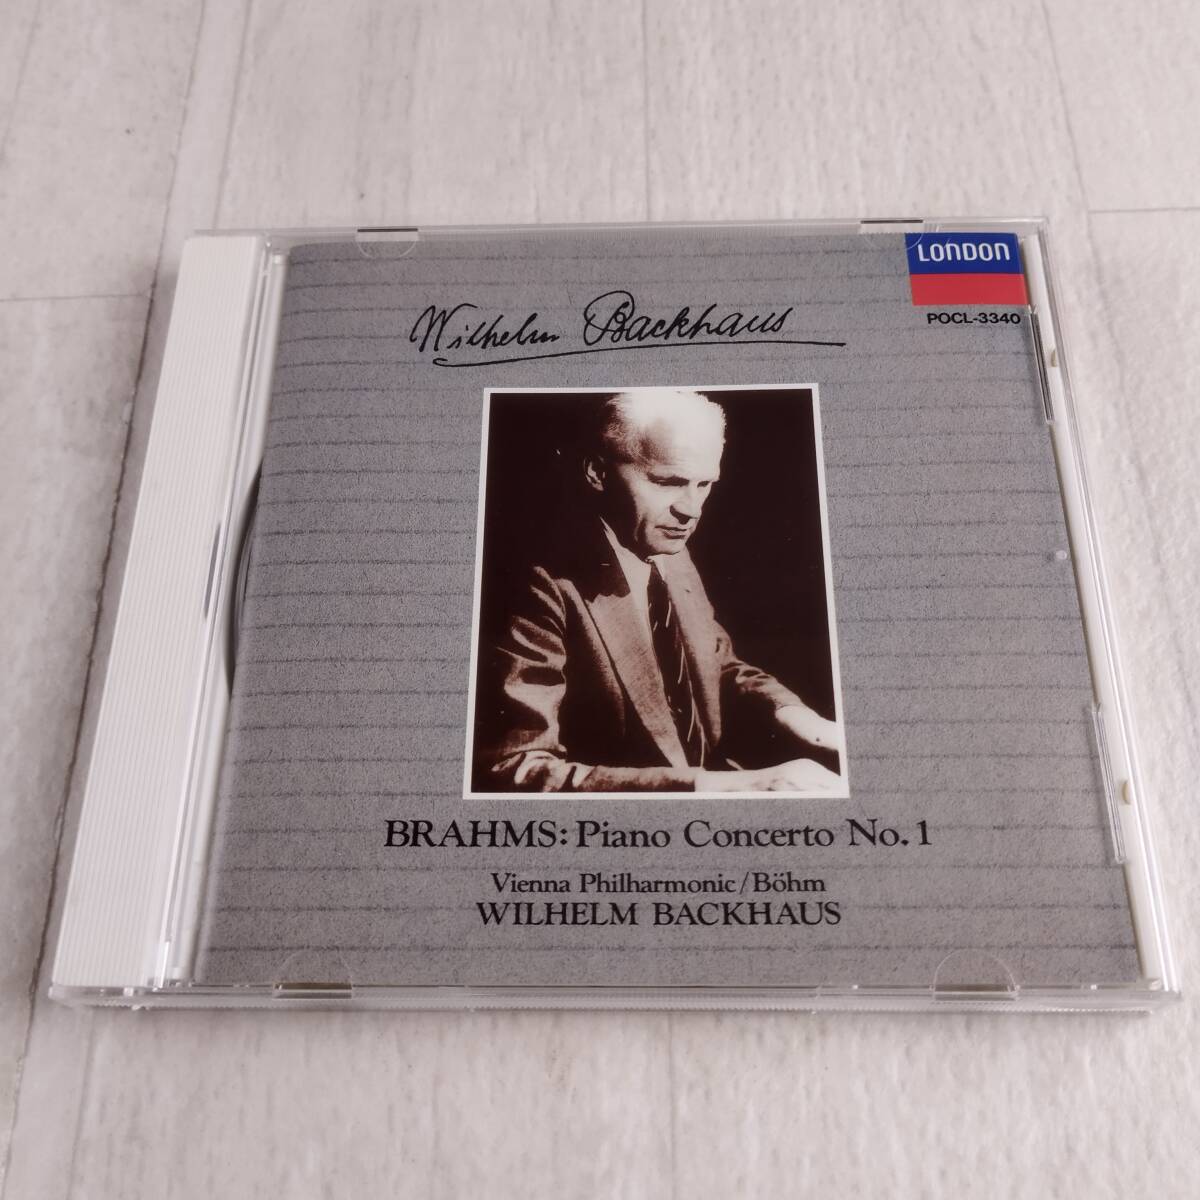 LONDON
POCL-3340
Wilhelm Backhaus
BRAHMS: Piano Concerto No. 1
Vienna Philharmonic/Böhm
WILHELM BACKHAUS